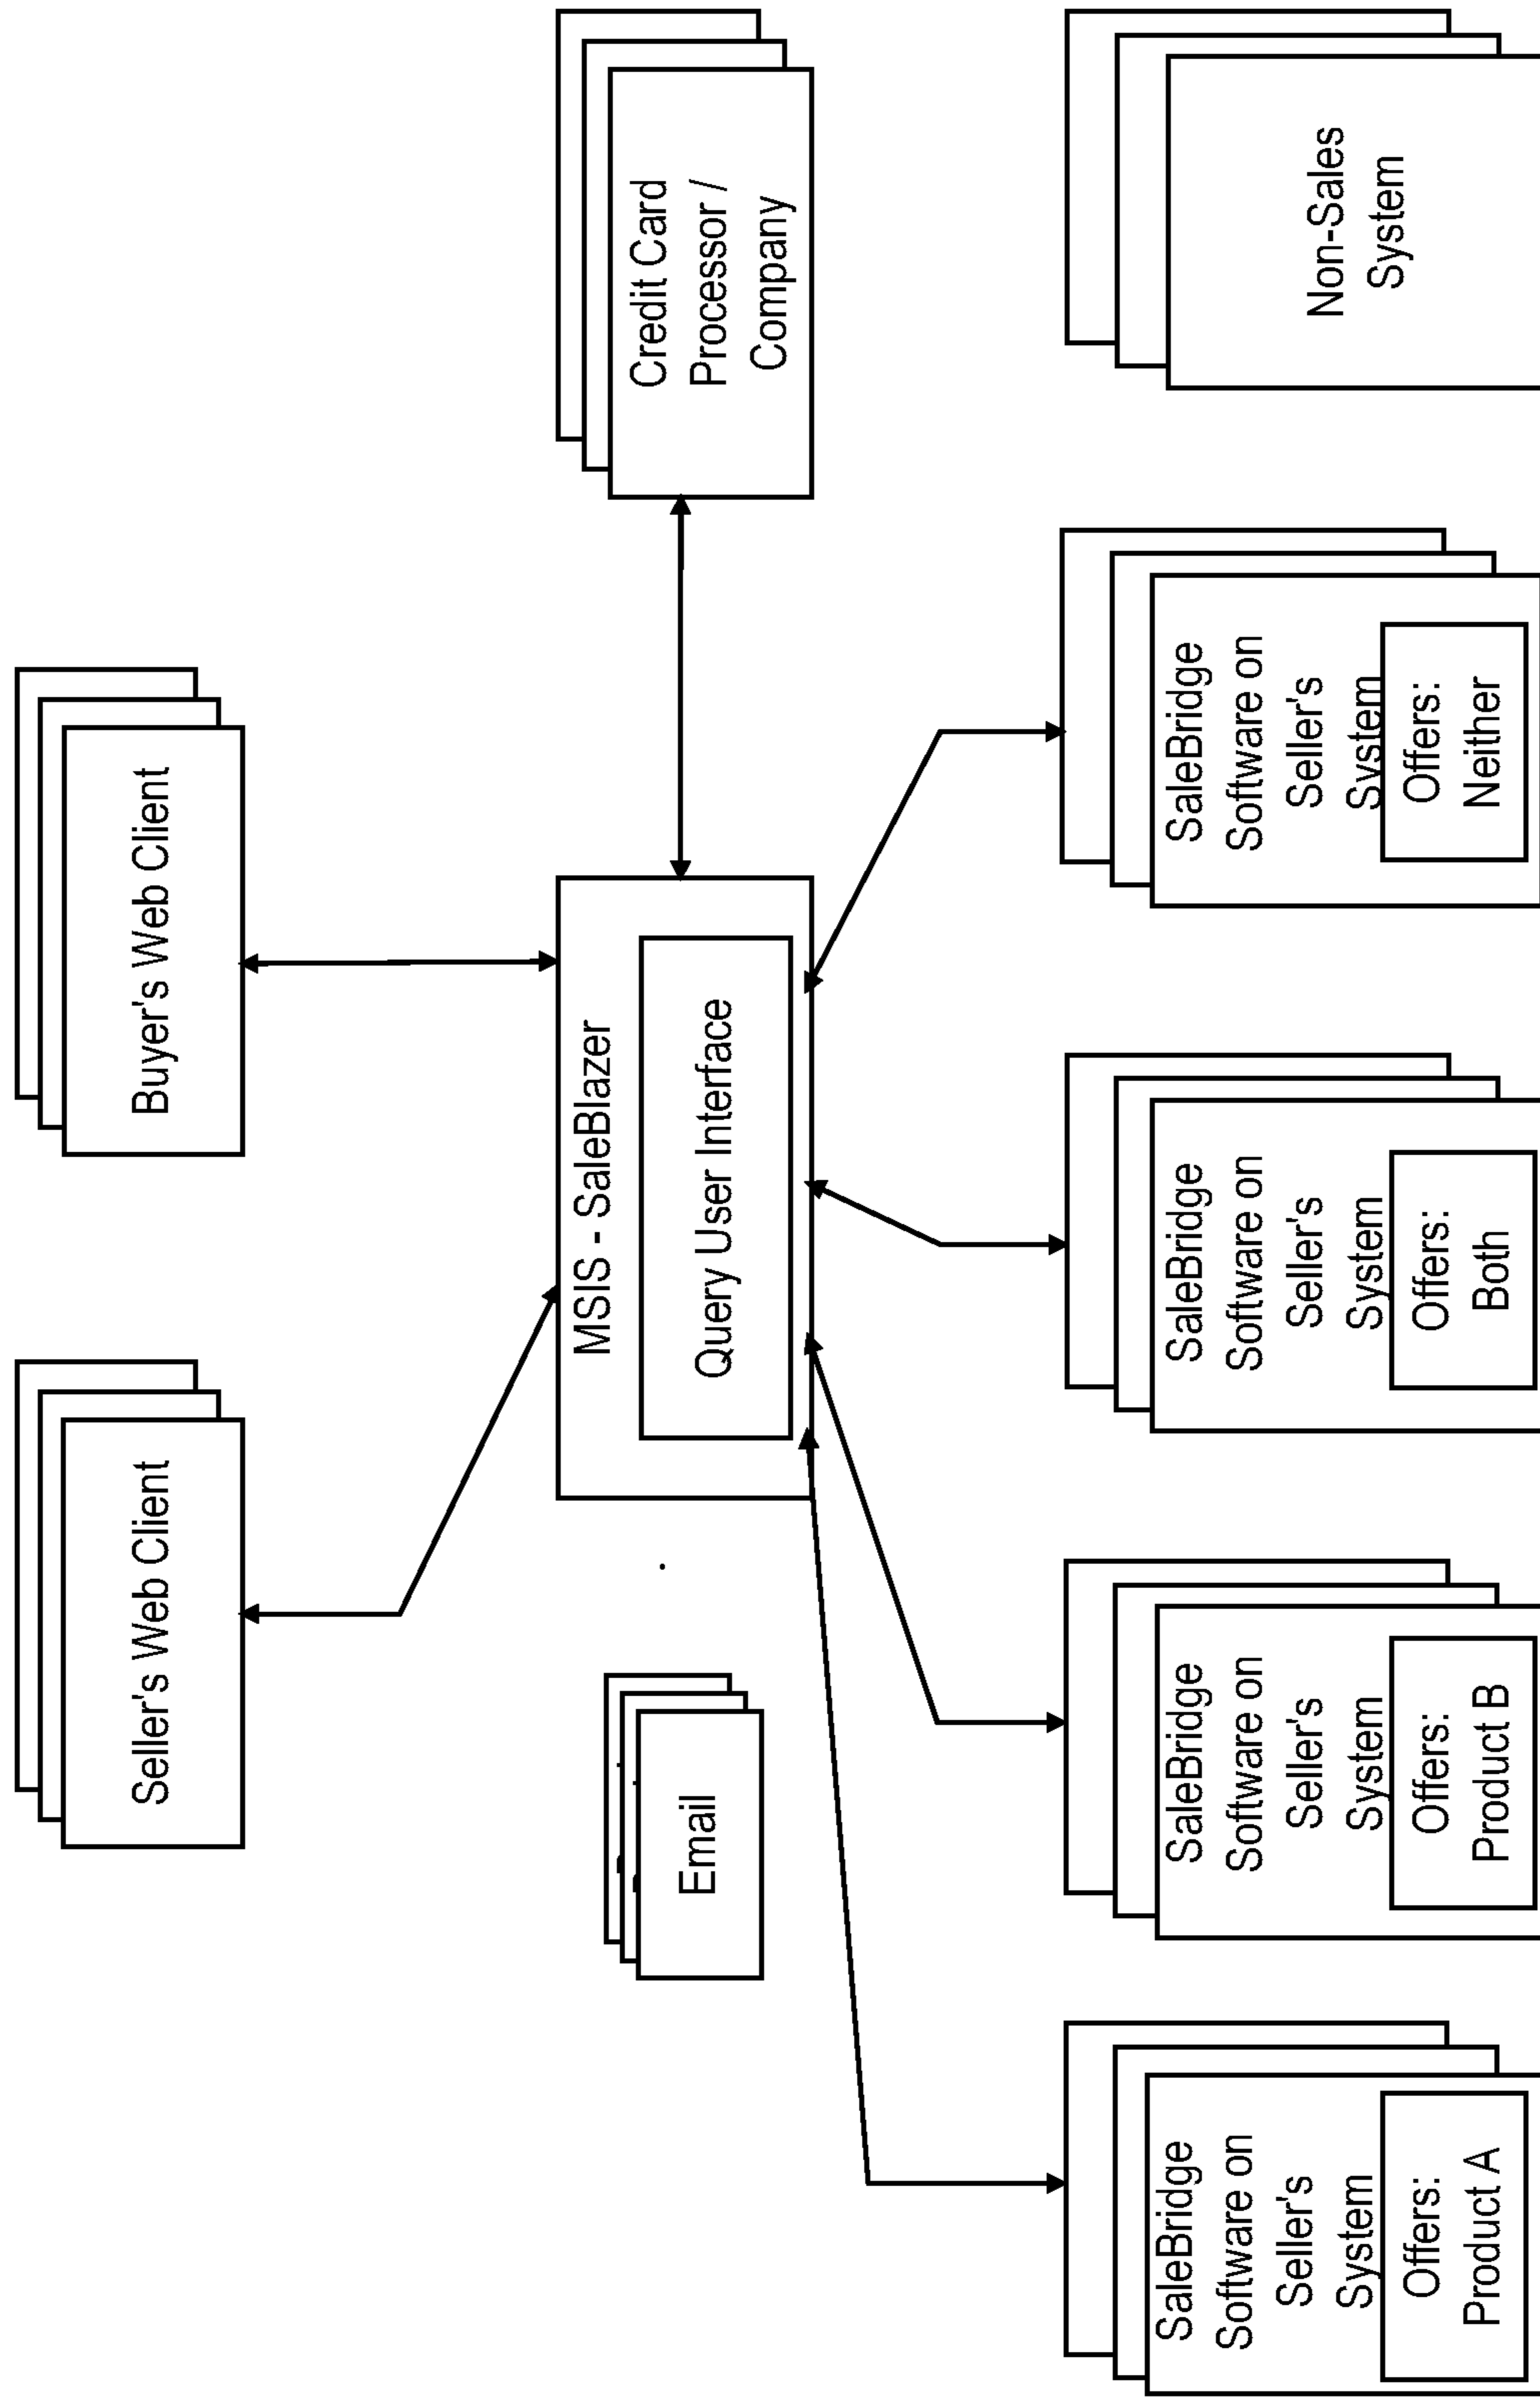 Seller's Web Client
Buyer's Web Client
Email
MSIS - SaleBlazer
Query User Interface
Credit Card
Processor /
Company
SaleBridge
Software on
Seller's
System
Offers:
Product A
SaleBridge
Software on
Seller's
System
Offers:
Product B
SaleBridge
Software on
Seller's
System
Offers:
Both
SaleBridge
Software on
Seller's
System
Offers:
Neither
Non-Sales
System